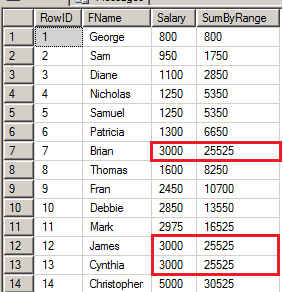 RowID FName Salary SumByRange
1 1 George 800 800
2 2 Sam 950 1750
3 3 Diane 1100 2850
4 4 Nicholas 1250 5350
5 5 Samuel 1250 5350
6 6 Patricia 1300 6650
7 7 Brian 3000 25525
8 8 Thomas 1600 8250
9 9 Fran 2450 10700
10 10 Debbie 2850 13550
11 11 Mark 2975 16525
12 12 James 3000 25525
13 13 Cynthia 3000 25525
14 14 Christopher 5000 30525